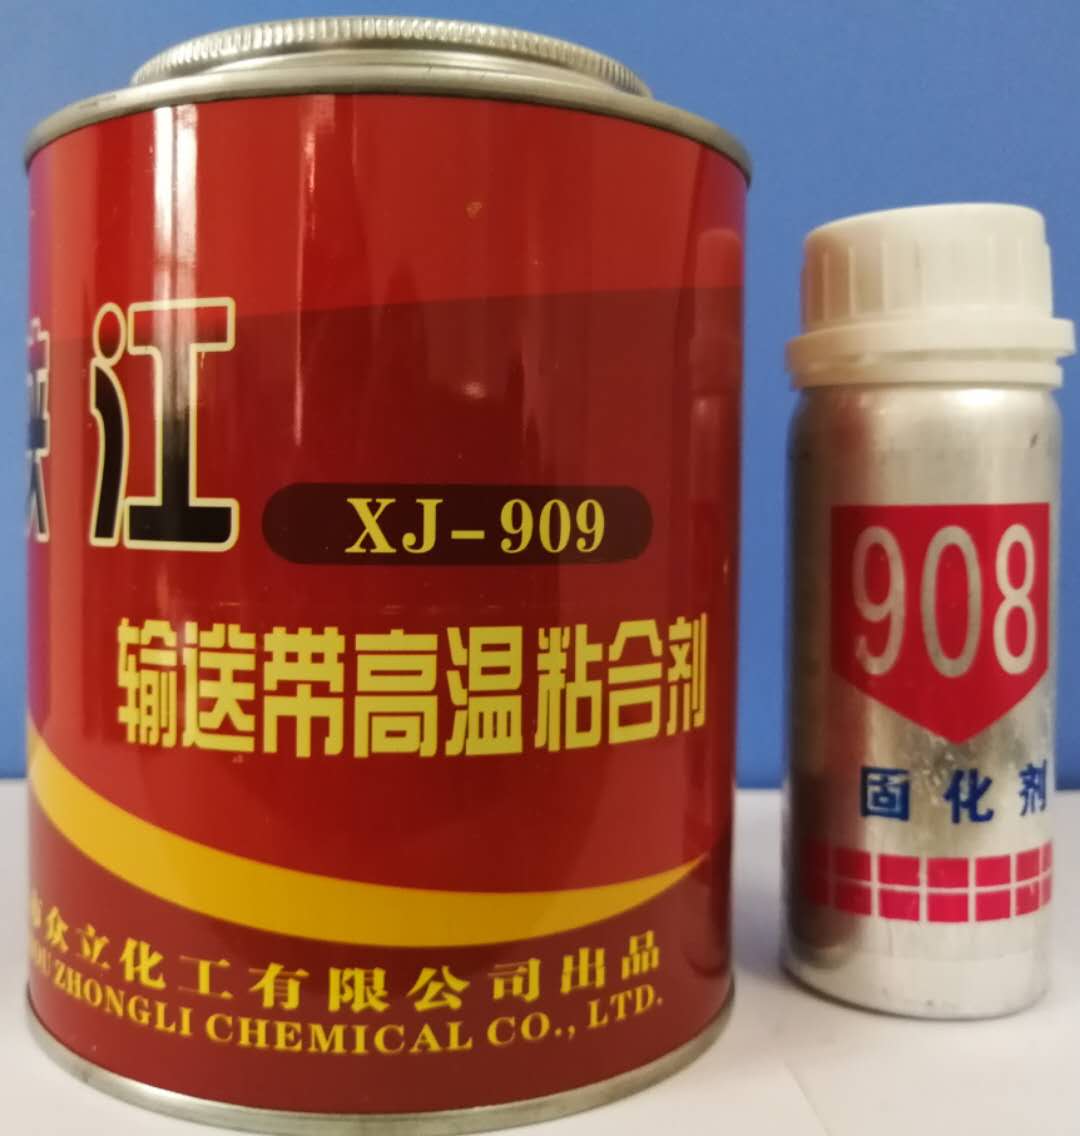 江
XJ-909
输送带高温粘合剂
众立化工有限公司出品
ZHONGLI CHEMICAL CO., LTD.
908
固化剂